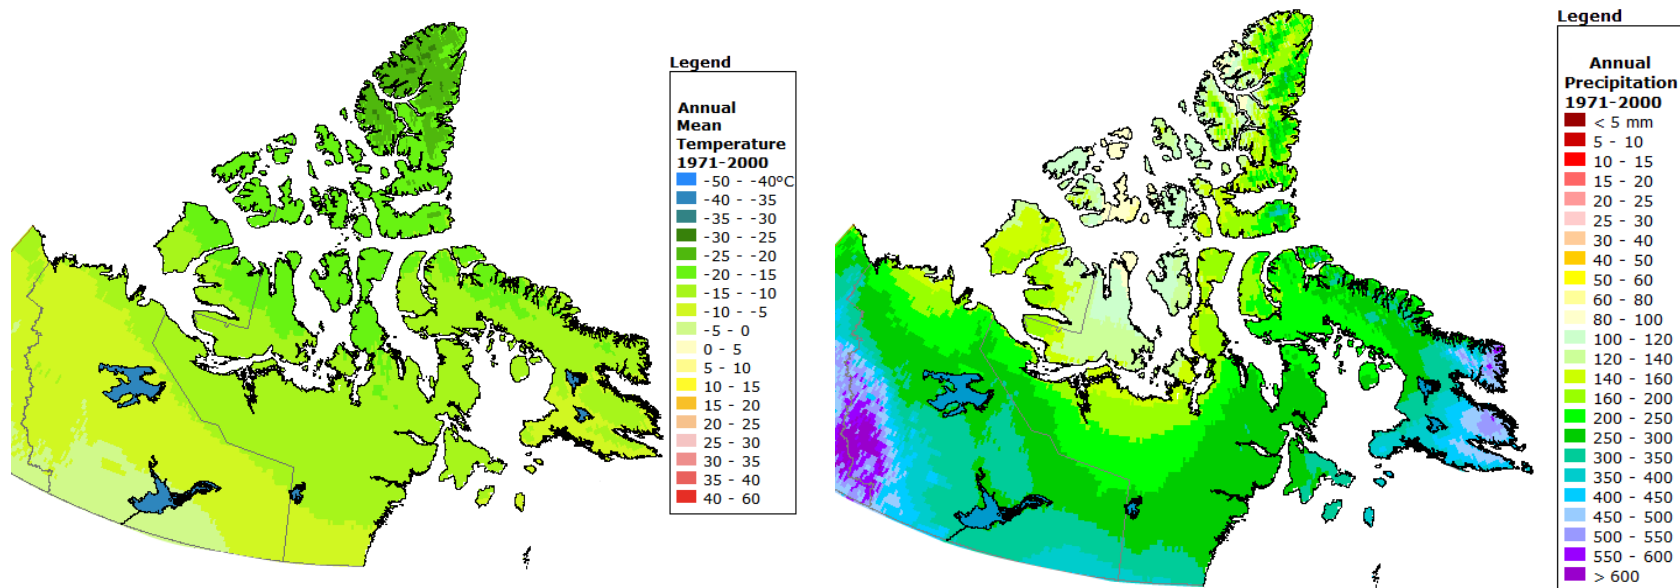 Legend
Annual
Mean
Temperature
1971-2000
-50 - -40°C
-40 - -35
-35 - -30
-30 - -25
-25 - -20
-20 - -15
-15 - -10
-10 - -5
-5 - 0
0 - 5
5 - 10
10 - 15
15 - 20
20 - 25
25 - 30
30 - 35
35 - 40
40 - 60
Legend
Annual
Precipitation
1971-2000
< 5 mm
5 - 10
10 - 15
15 - 20
20 - 25
25 - 30
30 - 40
40 - 50
50 - 60
60 - 80
80 - 100
100 - 120
120 - 140
140 - 160
160 - 200
200 - 250
250 - 300
300 - 350
350 - 400
400 - 450
450 - 500
500 - 550
550 - 600
> 600